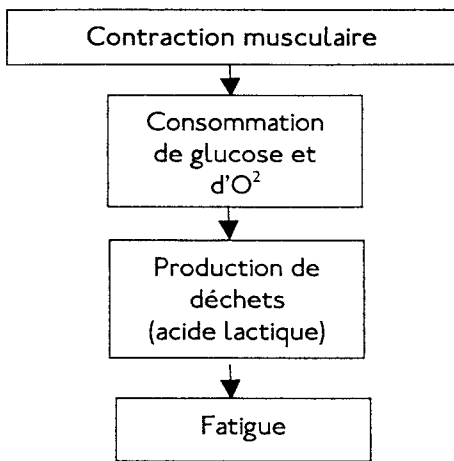 Contraction musculaire
Consommation
de glucose et
d'O²
Production de
déchets
(acide lactique)
Fatigue